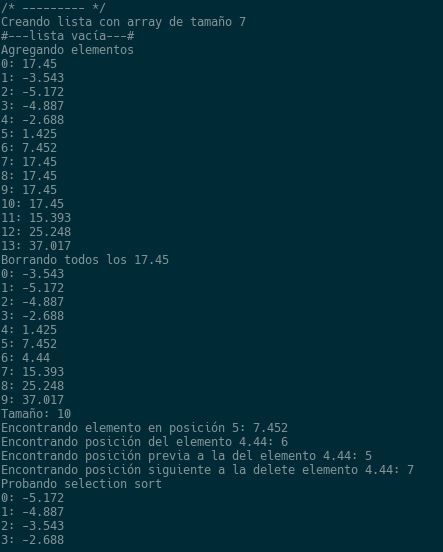 /* --------- */
Creando lista con array de tamaño 7
#---lista vacía---#
Agregando elementos
0: 17.45
1: -3.543
2: -5.172
3: -4.887
4: -2.688
5: 1.425
6: 7.452
7: 17.45
8: 17.45
9: 17.45
10: 17.45
11: 15.393
12: 25.248
13: 37.017
Borrando todos los 17.45
0: -3.543
1: -5.172
2: -4.887
3: -2.688
4: 1.425
5: 7.452
6: 4.44
7: 15.393
8: 25.248
9: 37.017
Tamaño: 10
Encontrando elemento en posición 5: 7.452
Encontrando posición del elemento 4.44: 6
Encontrando posición previa a la del elemento 4.44: 5
Encontrando posición siguiente a la delete elemento 4.44: 7
Probando selection sort
0: -5.172
1: -4.887
2: -3.543
3: -2.688